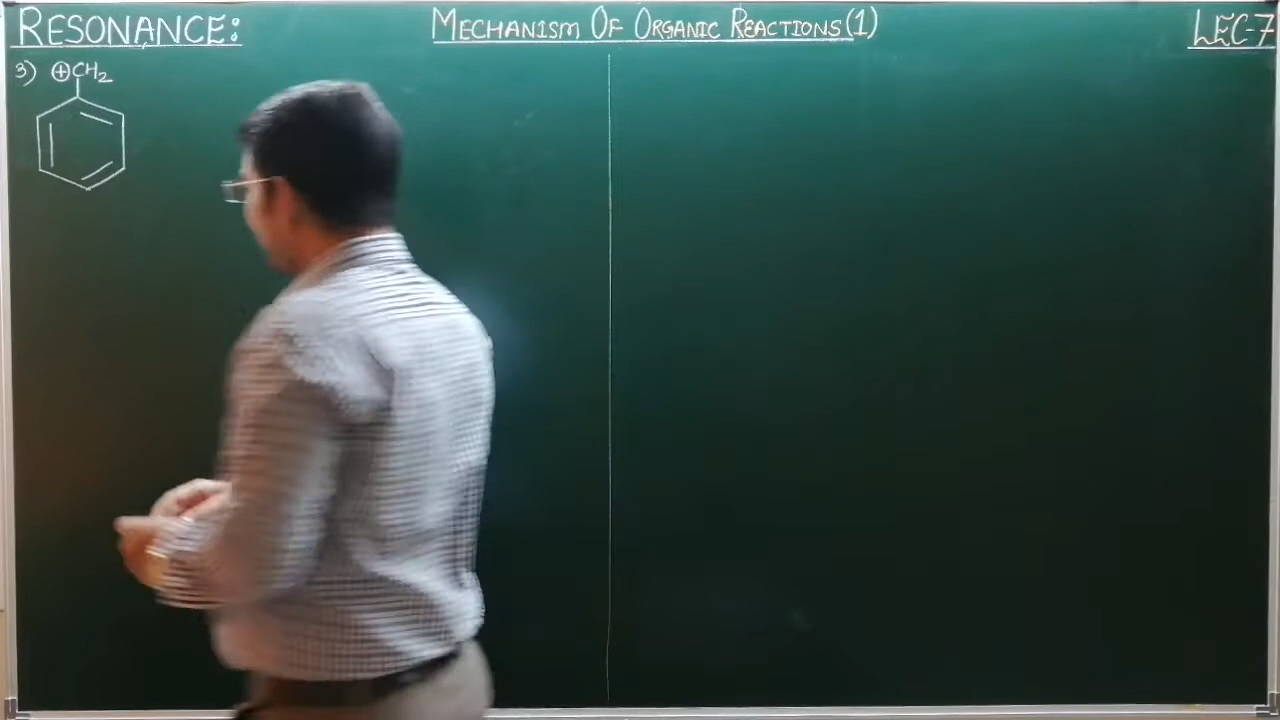 RESONANCE:
MECHANISM OF ORGANIC REACTIONS(1)
LEC-7
3) ⊕CH₂